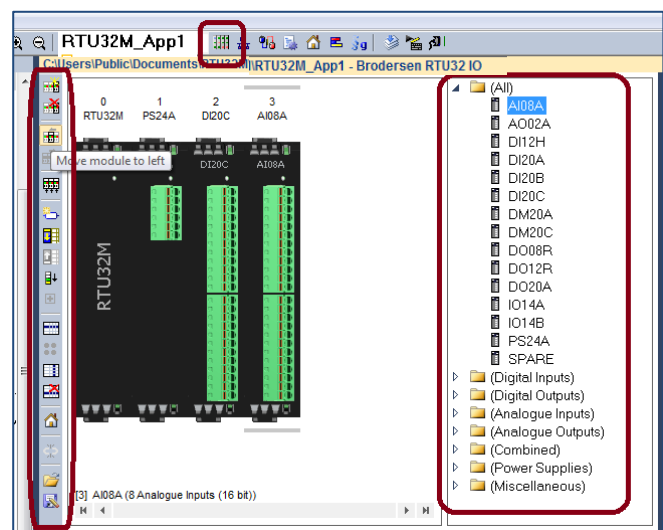 RTU32M_App1
C:\Users\Public\Documents\RTU32M\RTU32M_App1 - Brodersen RTU32 IO
0 1 2 3
RTU32M PS24A DI20C AI08A
Move module to left
DI20C AI08A
RTU32M
[3] AI08A (8 Analogue Inputs (16 bit))
(All)
AI08A
AO02A
DI12H
DI20A
DI20B
DI20C
DM20A
DM20C
DO08R
DO12R
DO20A
IO14A
IO14B
PS24A
SPARE
(Digital Inputs)
(Digital Outputs)
(Analogue Inputs)
(Analogue Outputs)
(Combined)
(Power Supplies)
(Miscellaneous)